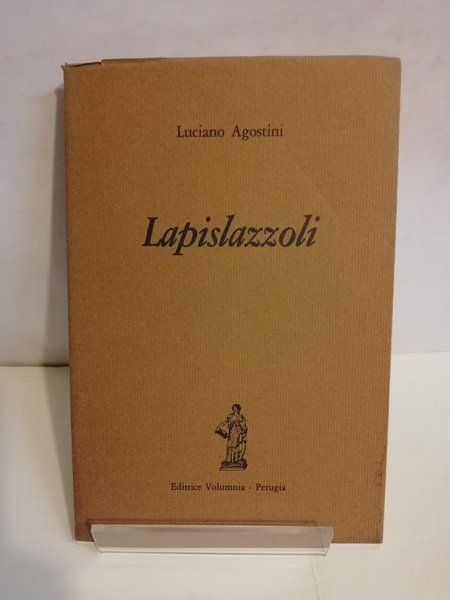 Luciano Agostini
Lapislazzoli
Editrice Volumnia - Perugia